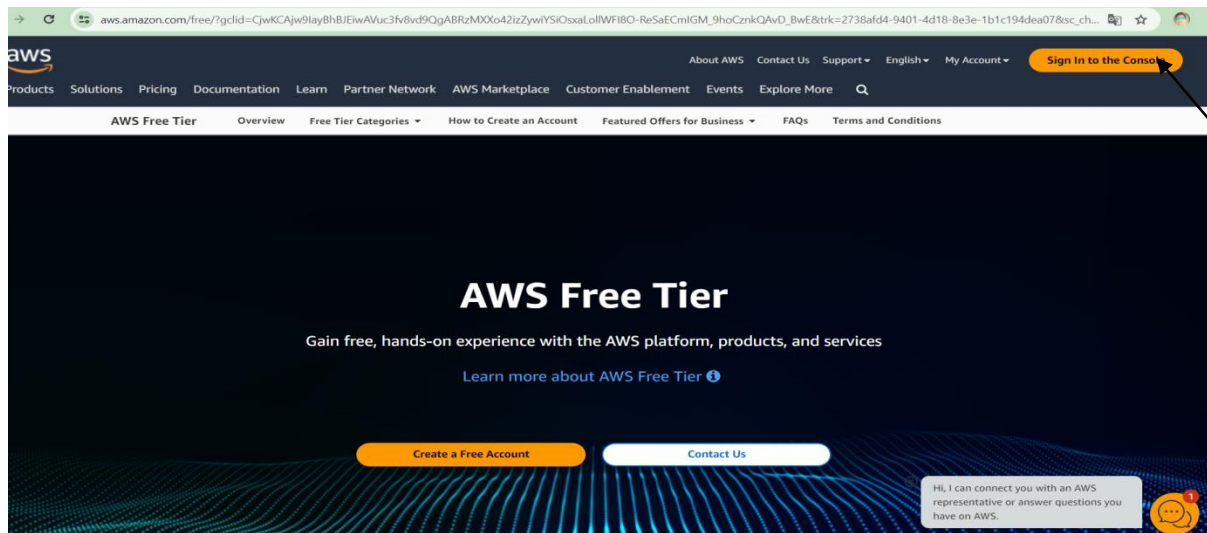 aws.amazon.com/free/?gclid=CjwKCAjw9IayBhBJEiwAVuc3fv8vd9QgABRzMXXo42izZywiYSiOsxaLollWFI8O-ReSaECmIGM_9hoCznkQAvD_BwE&trk=2738afd4-9401-4d18-8e3e-1b1c194dea07&sc_ch...
aws
About AWS Contact Us Support English My Account Sign In to the Console
Products Solutions Pricing Documentation Learn Partner Network AWS Marketplace Customer Enablement Events Explore More
AWS Free Tier Overview Free Tier Categories How to Create an Account Featured Offers for Business FAQs Terms and Conditions
AWS Free Tier
Gain free, hands-on experience with the AWS platform, products, and services
Learn more about AWS Free Tier
Create a Free Account Contact Us
Hi, I can connect you with an AWS
representative or answer questions you
have on AWS.
1